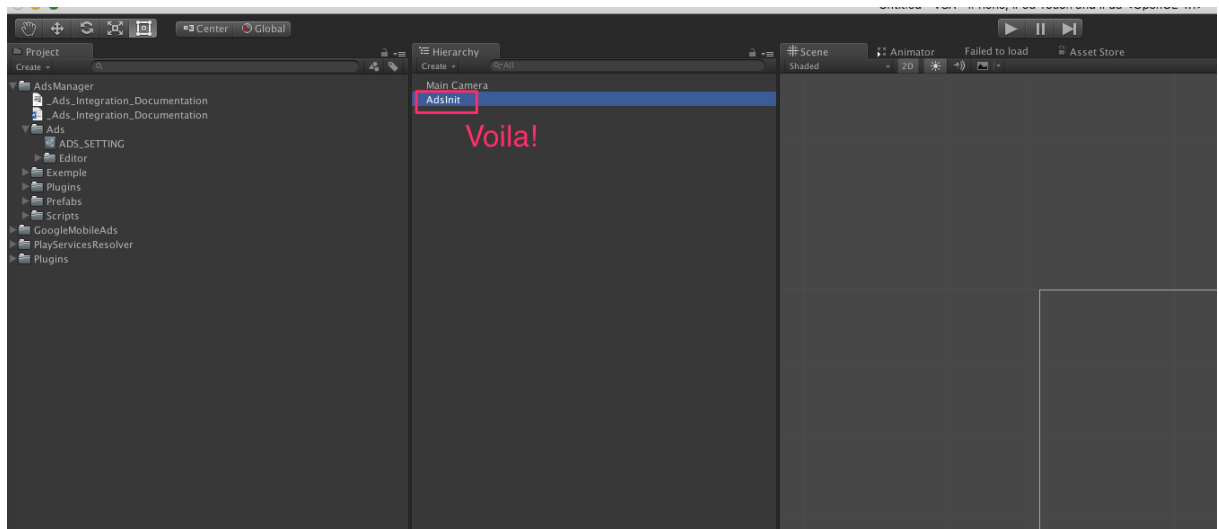 Center Global
Project
Hierarchy
Scene
Animator
Failed to load
Asset Store
Create
Create
All
Shaded
2D
AdsManager
_Ads_Integration_Documentation
_Ads_Integration_Documentation
Ads
ADS_SETTING
Editor
Exemple
Plugins
Prefabs
Scripts
GoogleMobileAds
PlayServicesResolver
Plugins
Main Camera
AdsInit
Voila!